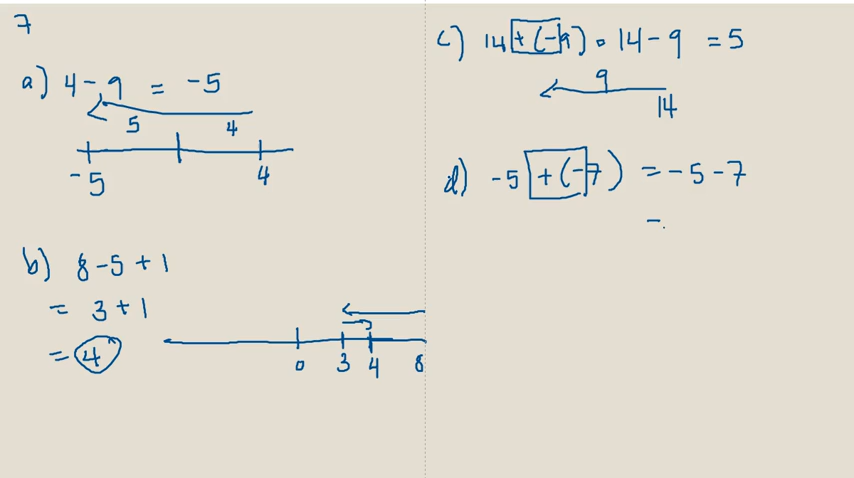 7
a) 4 - 9 = -5
5 4
-5 4
b) 8 - 5 + 1
= 3 + 1
= 4
0 3 4 8
c) 14 + (-9) = 14 - 9 = 5
9
14
d) -5 + (-7) = -5 - 7
-